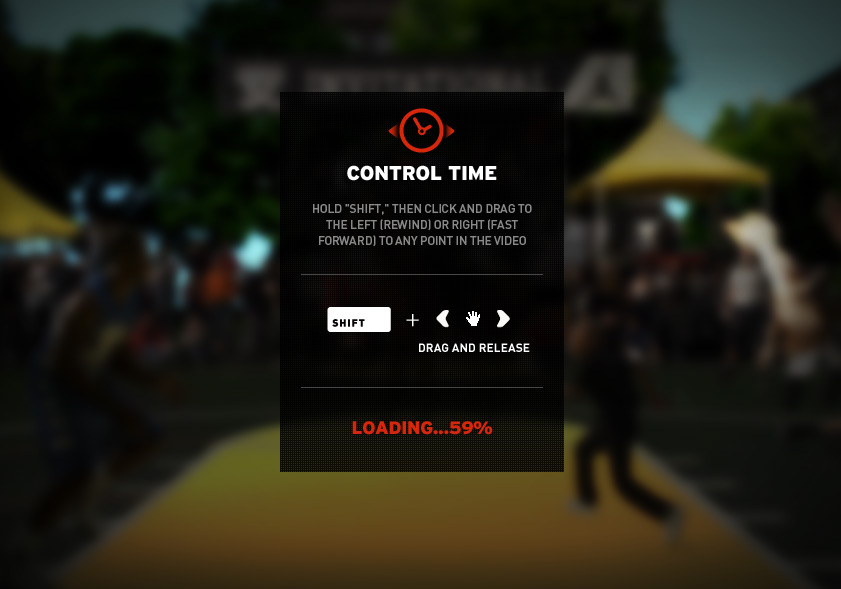 INVITATIONAL
CONTROL TIME
HOLD "SHIFT," THEN CLICK AND DRAG TO
THE LEFT (REWIND) OR RIGHT (FAST
FORWARD) TO ANY POINT IN THE VIDEO
SHIFT
DRAG AND RELEASE
LOADING...59%